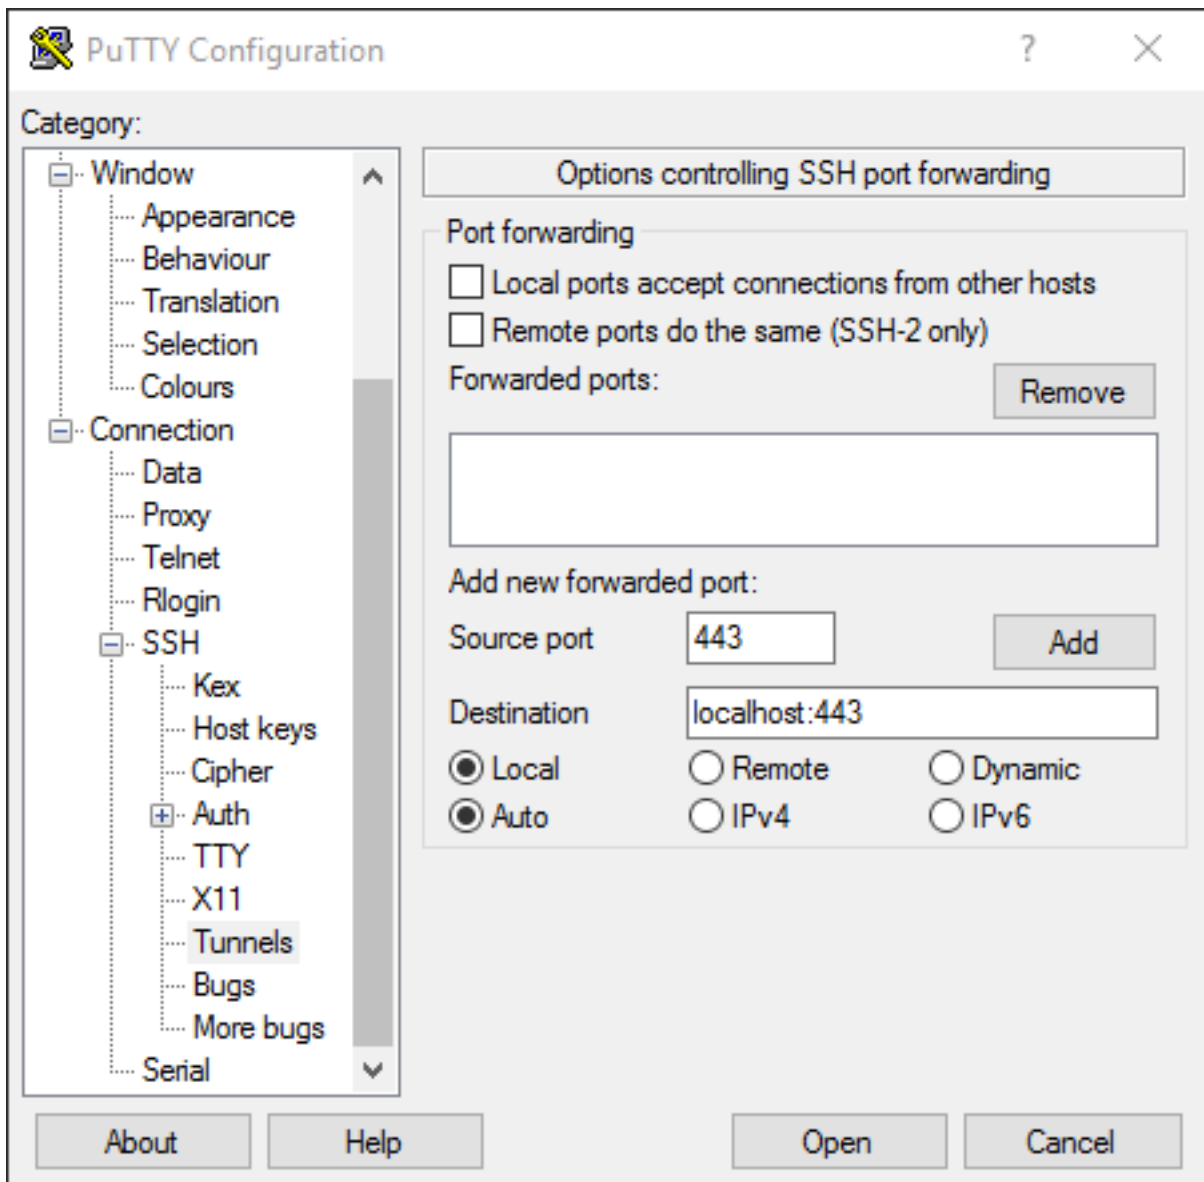 PuTTY Configuration
?
Category:
Window
Appearance
Behaviour
Translation
Selection
Colours
Connection
Data
Proxy
Telnet
Rlogin
SSH
Kex
Host keys
Cipher
Auth
TTY
X11
Tunnels
Bugs
More bugs
Serial
Options controlling SSH port forwarding
Port forwarding
Local ports accept connections from other hosts
Remote ports do the same (SSH-2 only)
Forwarded ports:
Remove
Add new forwarded port:
Source port 443 Add
Destination localhost:443
Local Remote Dynamic
Auto IPv4 IPv6
About Help Open Cancel